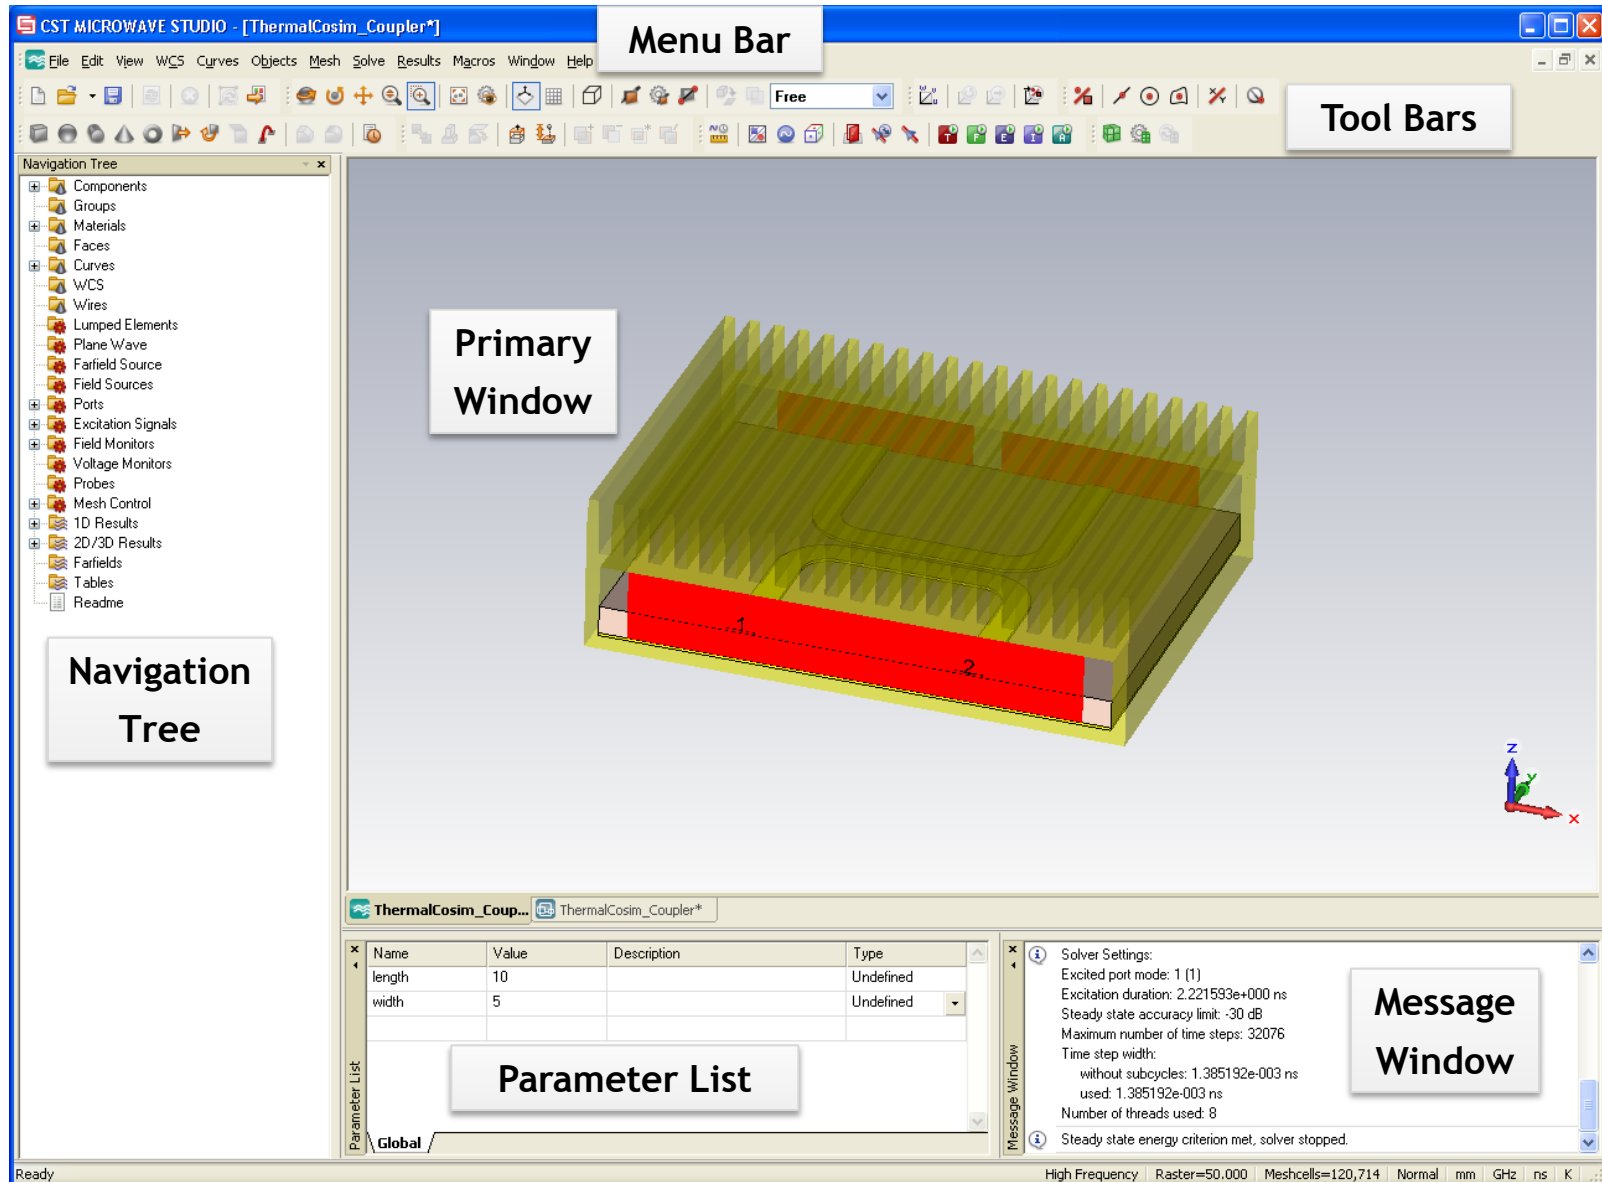 CST MICROWAVE STUDIO - [ThermalCosim_Coupler*]
Menu Bar
File Edit View WCS Curves Objects Mesh Solve Results Macros Window Help
Free
Tool Bars
Navigation Tree
Components
Groups
Materials
Faces
Curves
WCS
Wires
Lumped Elements
Plane Wave
Farfield Source
Field Sources
Ports
Excitation Signals
Field Monitors
Voltage Monitors
Probes
Mesh Control
1D Results
2D/3D Results
Farfields
Tables
Readme
Navigation
Tree
Primary
Window
1
2
z
y
x
ThermalCosim_Coup...
ThermalCosim_Coupler*
Parameter List
Name Value Description Type
length 10 Undefined
width 5 Undefined
Parameter List
Global
Message Window
Solver Settings:
Excited port mode: 1 (1)
Excitation duration: 2.221593e+000 ns
Steady state accuracy limit: -30 dB
Maximum number of time steps: 32076
Time step width:
without subcycles: 1.385192e-003 ns
used: 1.385192e-003 ns
Number of threads used: 8
Steady state energy criterion met, solver stopped.
Message
Window
Ready
High Frequency Raster=50.000 Meshcells=120,714 Normal mm GHz ns K